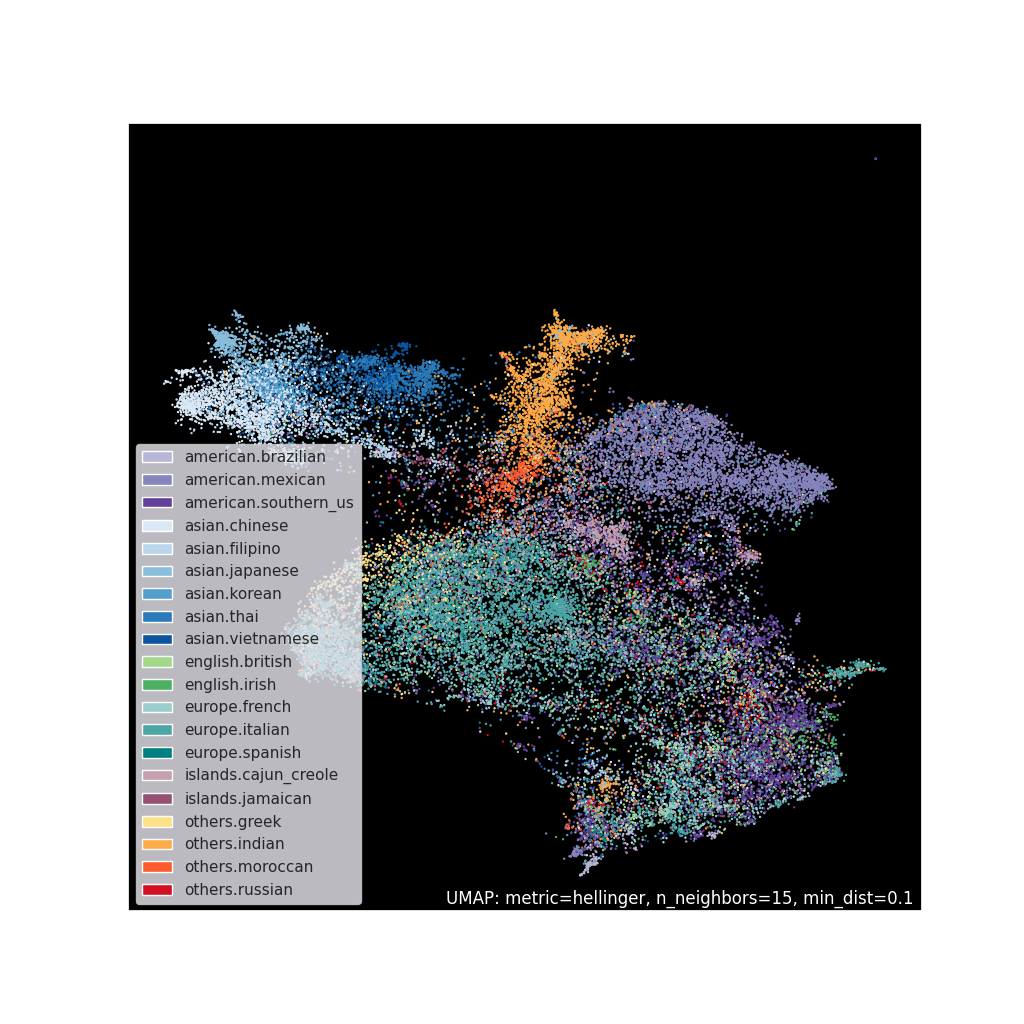 american.brazilian
american.mexican
american.southern_us
asian.chinese
asian.filipino
asian.japanese
asian.korean
asian.thai
asian.vietnamese
english.british
english.irish
europe.french
europe.italian
europe.spanish
islands.cajun_creole
islands.jamaican
others.greek
others.indian
others.moroccan
others.russian
UMAP: metric=hellinger, n_neighbors=15, min_dist=0.1